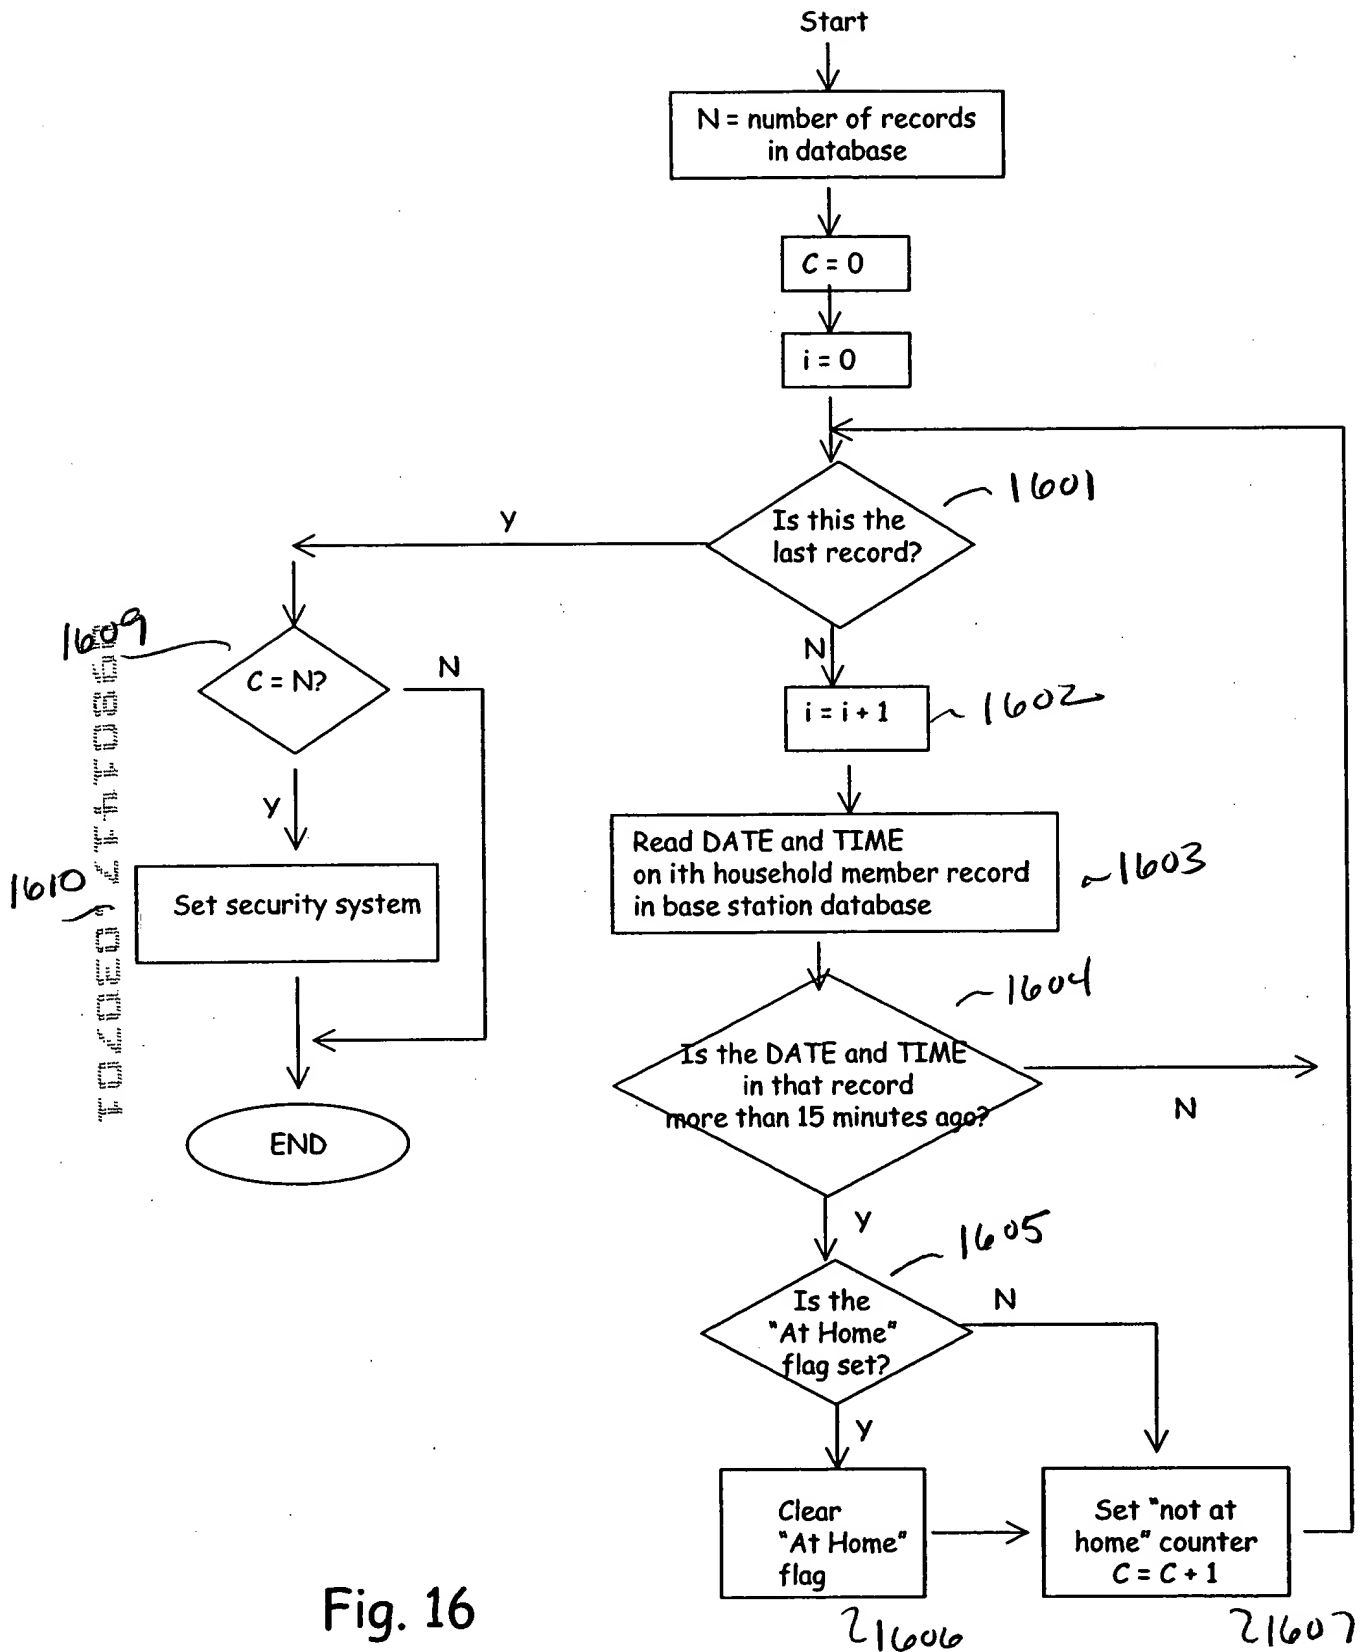 Start
N = number of records
in database
C = 0
i = 0
1601
Is this the
last record?
Y
N
1609
C = N?
N
Y
i = i + 1
1602
Read DATE and TIME
on ith household member record
in base station database
1603
1610
Set security system
1604
Is the DATE and TIME
in that record
more than 15 minutes ago?
N
Y
END
1605
Is the
"At Home"
flag set?
N
Y
Clear
"At Home"
flag
Set "not at
home" counter
C = C + 1
1606
1607
Fig. 16
09801417.030701